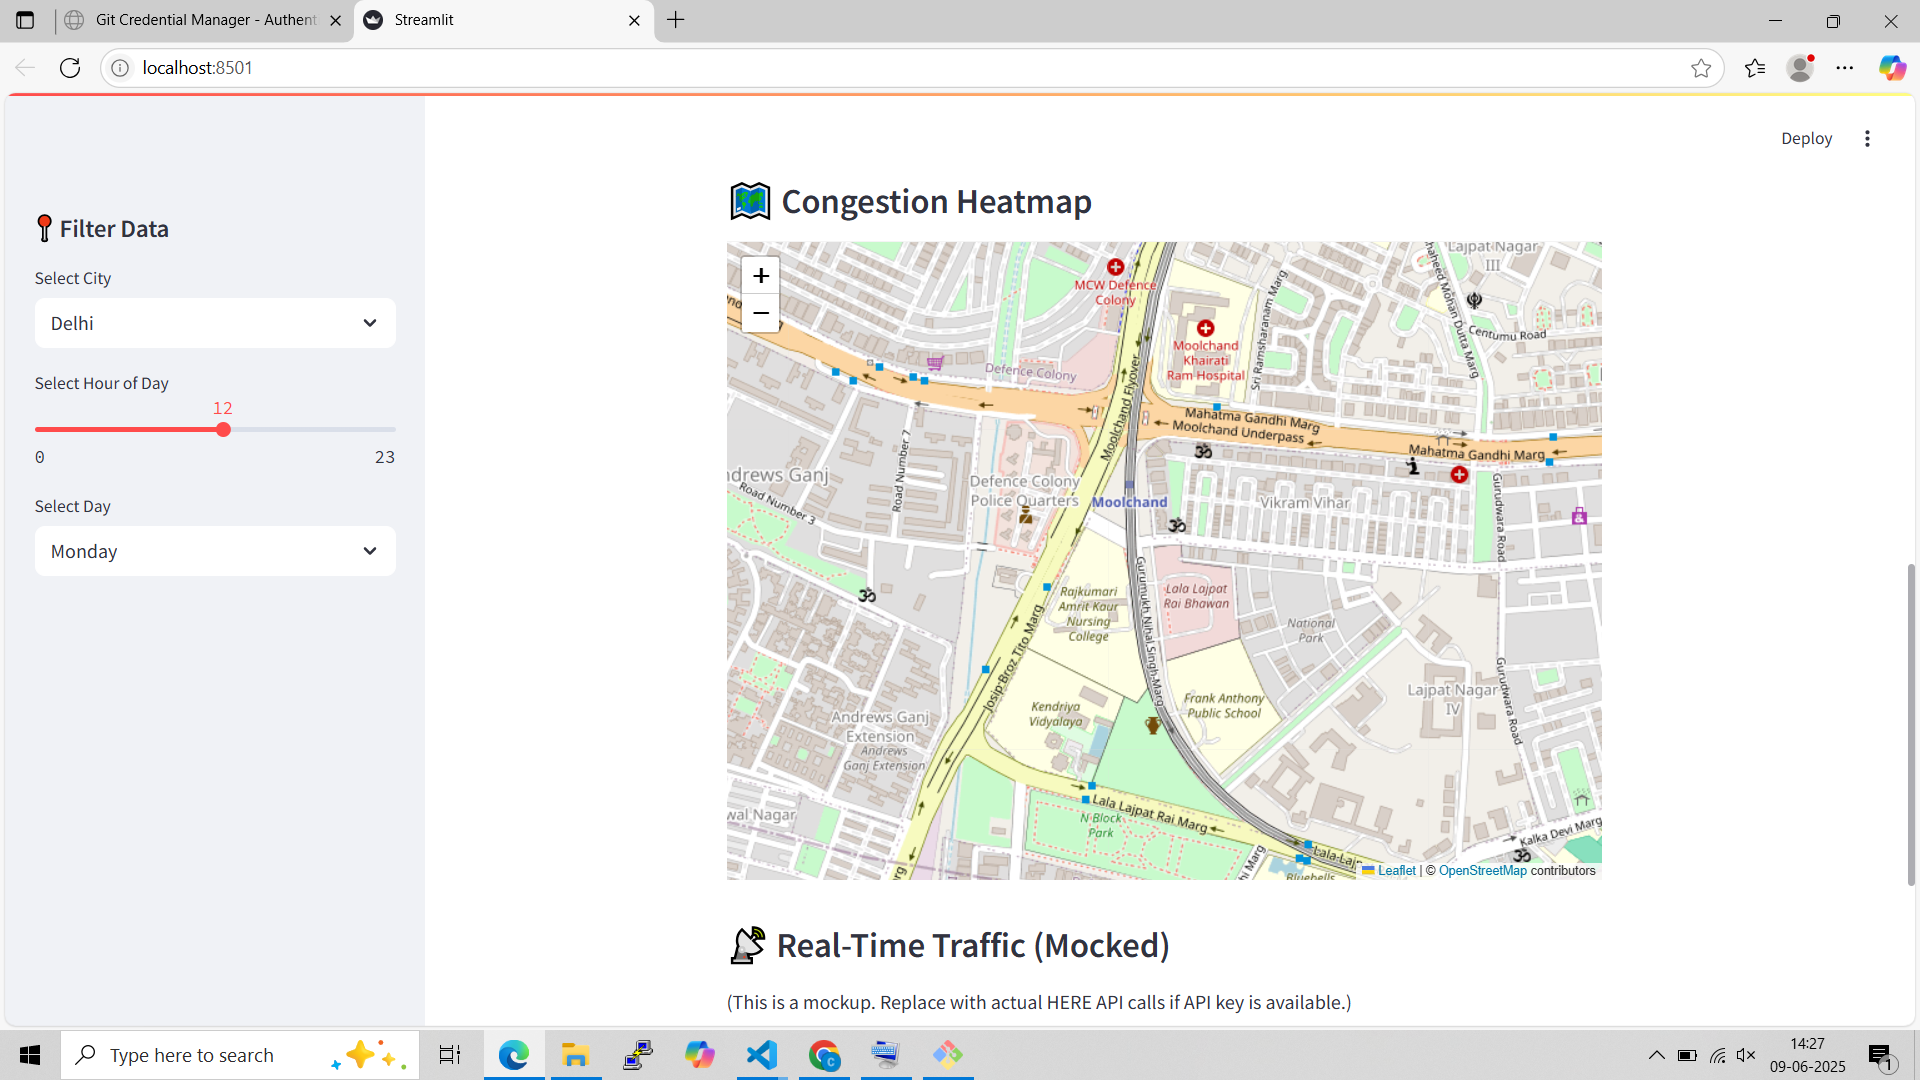 Git Credential Manager - Authent
Streamlit
localhost:8501
Deploy
Filter Data
Select City
Delhi
Select Hour of Day
12
0
23
Select Day
Monday
Congestion Heatmap
+
−
MCW Defence
Colony
Moolchand
Khairati
Ram Hospital
Sri Ramsharanam Marg
Lajpat Nagar
III
haheed Mohan Dutta Marg
Centumu Road
Defence Colony
Moolchand Flyover
Mahatma Gandhi Marg
Moolchand Underpass
Mahatma Gandhi Marg
ndrews Ganj
Road Number 7
Road Number 3
Defence Colony
Police Quarters
Moolchand
Vikram Vihar
Gurudwara Road
Rajkumari
Amrit Kaur
Nursing
College
Gurumukh Nihal Singh Marg
Lala Lajpat
Rai Bhawan
National
Park
Josip Broz Tito Marg
Kendriya
Vidyalaya
Frank Anthony
Public School
Lajpat Nagar
IV
Gurudwara Road
Andrews Ganj
Extension
Andrews
Ganj Extension
wal Nagar
Lala Lajpat Rai Marg
N Block
Park
Kalka Devi Marg
Lala Laj
hi Marg
Bluebells
rg
Leaflet | © OpenStreetMap contributors
Real-Time Traffic (Mocked)
(This is a mockup. Replace with actual HERE API calls if API key is available.)
Type here to search
14:27
09-06-2025
1